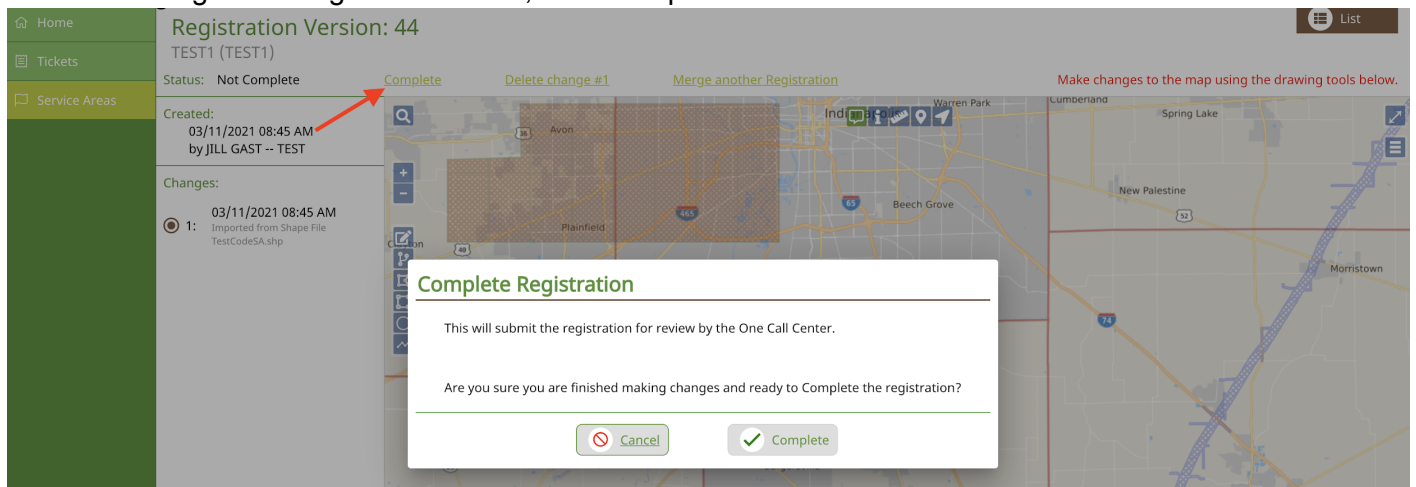 Home
Tickets
Service Areas
Registration Version: 44
TEST1 (TEST1)
List
Status: Not Complete
Complete
Delete change #1
Merge another Registration
Make changes to the map using the drawing tools below.
Created:
03/11/2021 08:45 AM
by JILL GAST -- TEST
Changes:
1:
03/11/2021 08:45 AM
Imported from Shape File
TestCodeSA.shp
Warren Park
Cumberland
Spring Lake
36
Avon
New Palestine
52
65
Beech Grove
465
Plainfield
40
Morristown
74
Complete Registration
This will submit the registration for review by the One Call Center.
Are you sure you are finished making changes and ready to Complete the registration?
Cancel
Complete